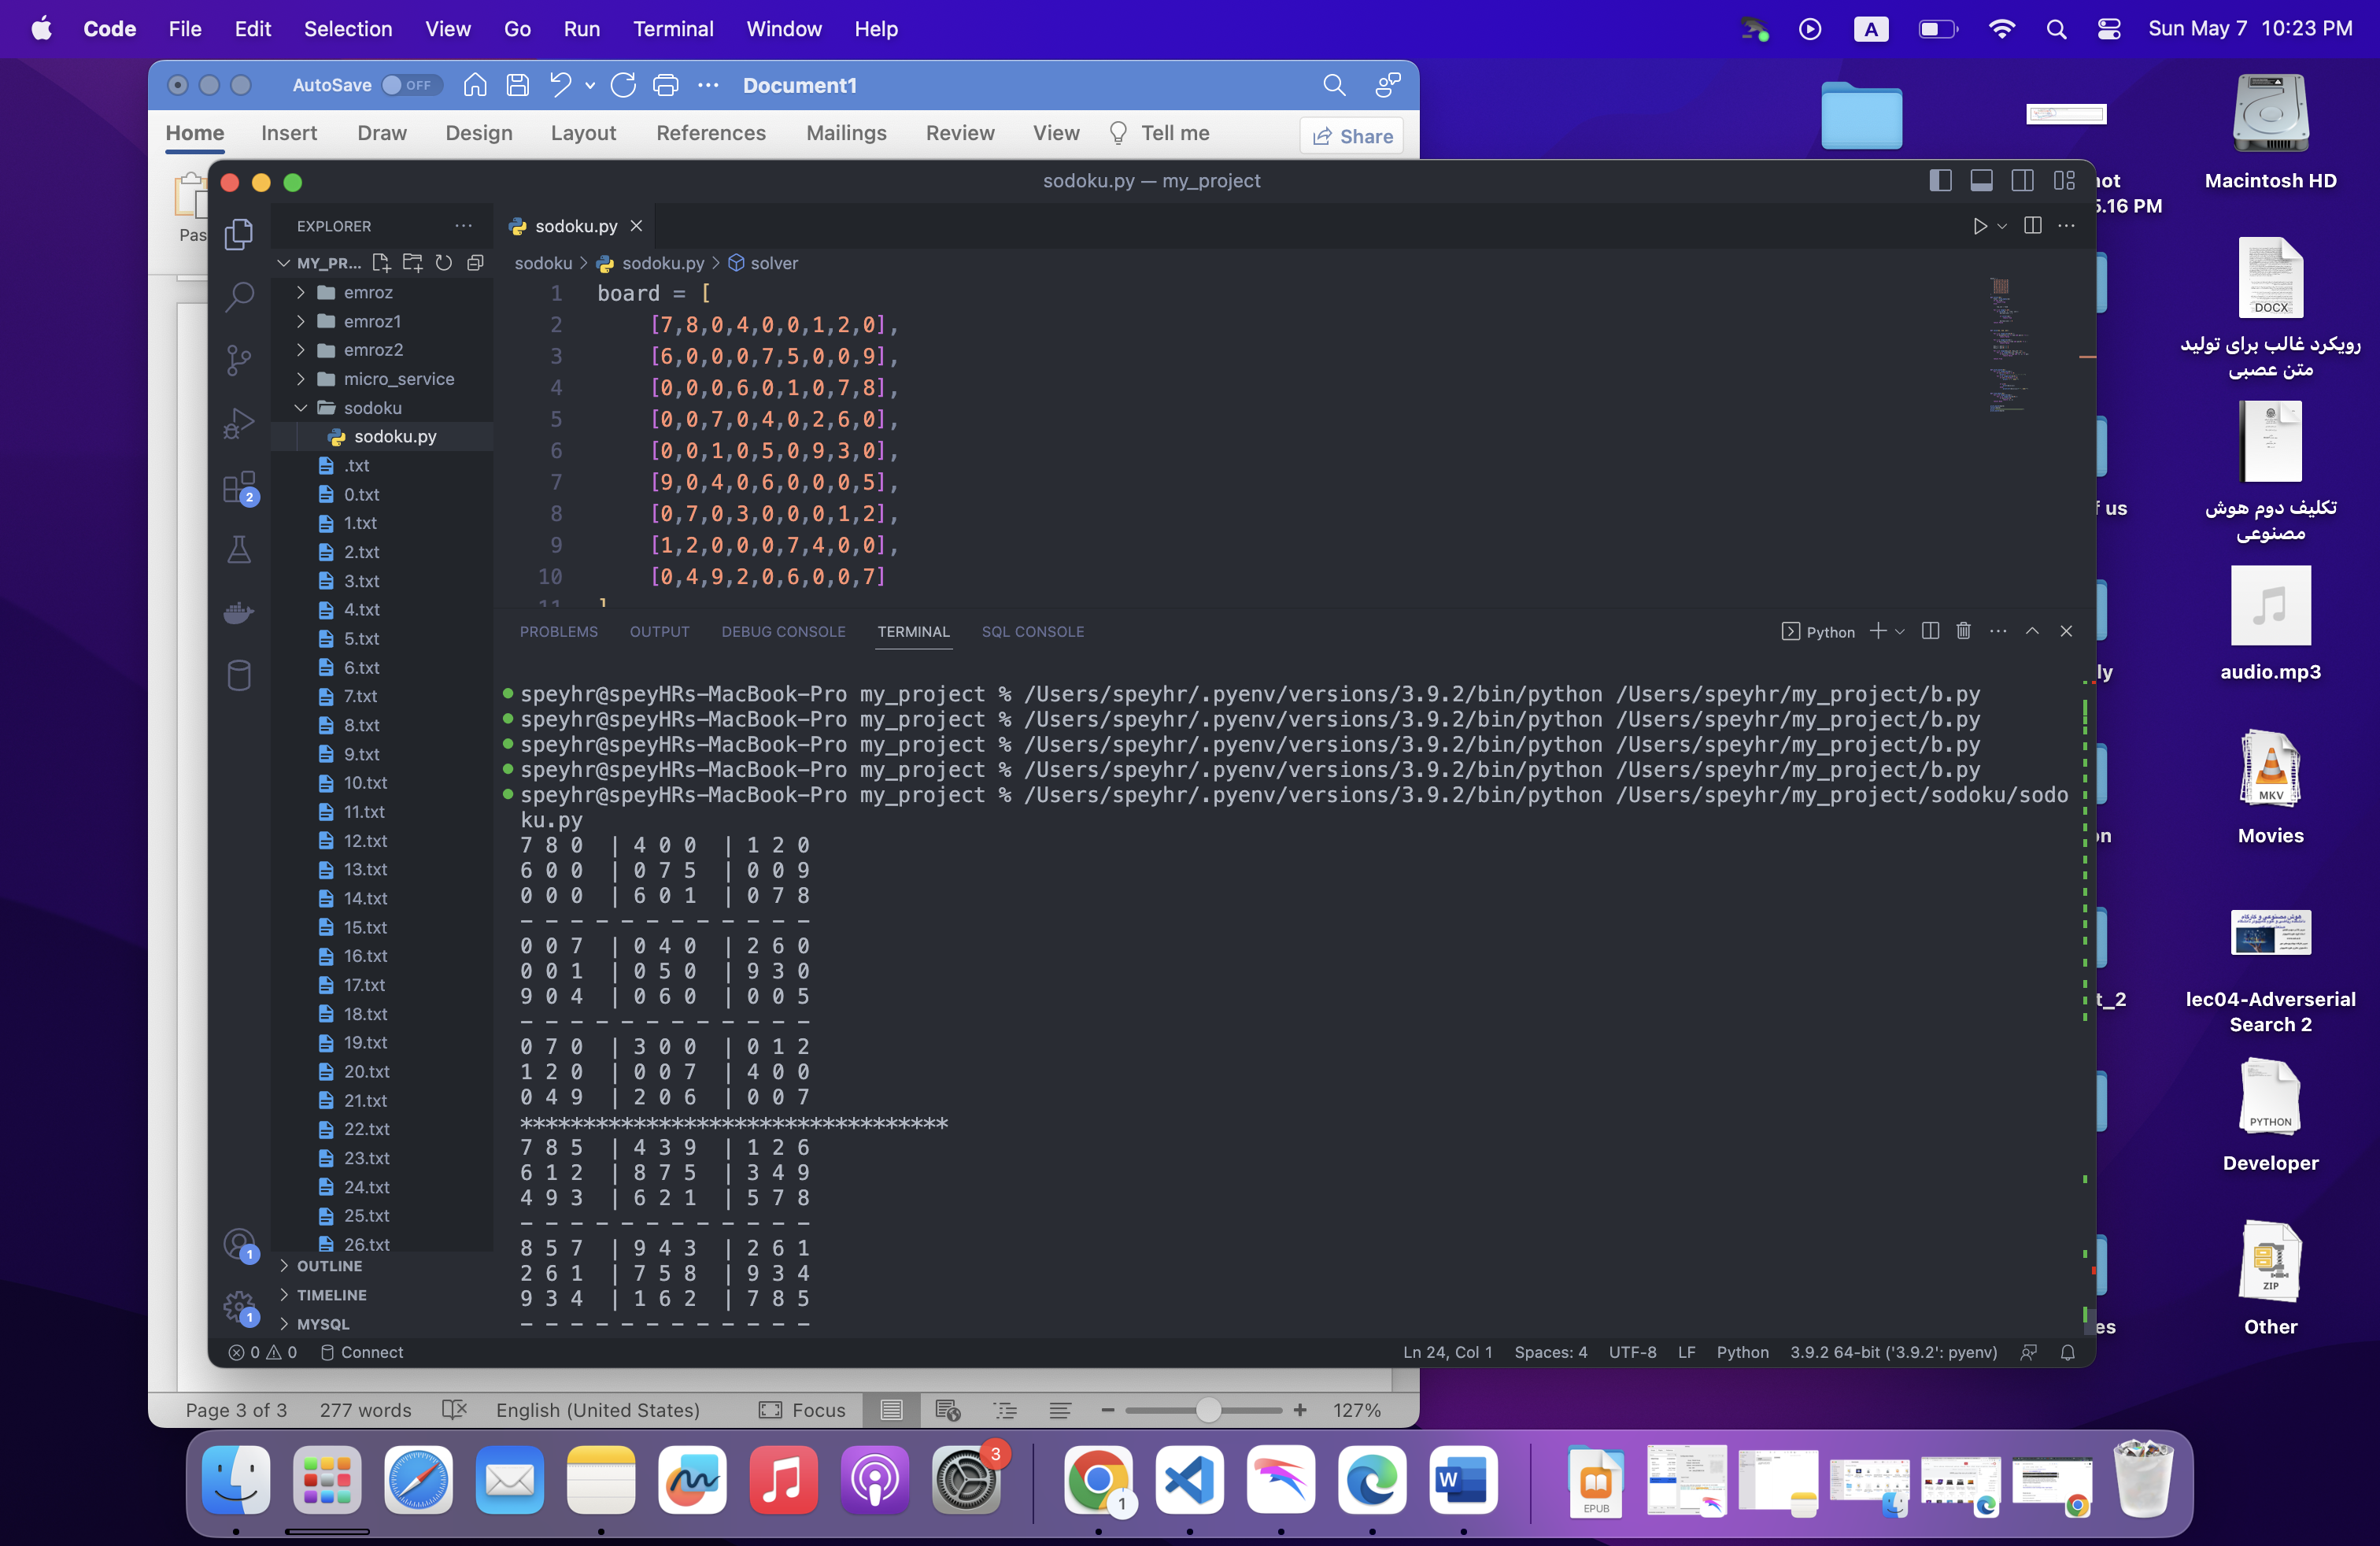 Code File Edit Selection View Go Run Terminal Window Help A Sun May 7 10:23 PM
AutoSave OFF Document1
Home Insert Draw Design Layout References Mailings Review View Tell me Share
Pas
sodoku.py — my_project
EXPLORER
MY_PR...
emroz
emroz1
emroz2
micro_service
sodoku
sodoku.py
.txt
0.txt
1.txt
2.txt
3.txt
4.txt
5.txt
6.txt
7.txt
8.txt
9.txt
10.txt
11.txt
12.txt
13.txt
14.txt
15.txt
16.txt
17.txt
18.txt
19.txt
20.txt
21.txt
22.txt
23.txt
24.txt
25.txt
26.txt
OUTLINE
TIMELINE
MYSQL
2
1
1
sodoku.py
sodoku > sodoku.py > solver
1 board = [
2 [7,8,0,4,0,0,1,2,0],
3 [6,0,0,0,7,5,0,0,9],
4 [0,0,0,6,0,1,0,7,8],
5 [0,0,7,0,4,0,2,6,0],
6 [0,0,1,0,5,0,9,3,0],
7 [9,0,4,0,6,0,0,0,5],
8 [0,7,0,3,0,0,0,1,2],
9 [1,2,0,0,0,7,4,0,0],
10 [0,4,9,2,0,6,0,0,7]
11 ]
PROBLEMS OUTPUT DEBUG CONSOLE TERMINAL SQL CONSOLE Python
speyhr@speyHRs-MacBook-Pro my_project % /Users/speyhr/.pyenv/versions/3.9.2/bin/python /Users/speyhr/my_project/b.py
speyhr@speyHRs-MacBook-Pro my_project % /Users/speyhr/.pyenv/versions/3.9.2/bin/python /Users/speyhr/my_project/b.py
speyhr@speyHRs-MacBook-Pro my_project % /Users/speyhr/.pyenv/versions/3.9.2/bin/python /Users/speyhr/my_project/b.py
speyhr@speyHRs-MacBook-Pro my_project % /Users/speyhr/.pyenv/versions/3.9.2/bin/python /Users/speyhr/my_project/b.py
speyhr@speyHRs-MacBook-Pro my_project % /Users/speyhr/.pyenv/versions/3.9.2/bin/python /Users/speyhr/my_project/sodoku/sodo
ku.py
7 8 0 | 4 0 0 | 1 2 0
6 0 0 | 0 7 5 | 0 0 9
0 0 0 | 6 0 1 | 0 7 8
- - - - - - - - - - - -
0 0 7 | 0 4 0 | 2 6 0
0 0 1 | 0 5 0 | 9 3 0
9 0 4 | 0 6 0 | 0 0 5
- - - - - - - - - - - -
0 7 0 | 3 0 0 | 0 1 2
1 2 0 | 0 0 7 | 4 0 0
0 4 9 | 2 0 6 | 0 0 7
**********************************
7 8 5 | 4 3 9 | 1 2 6
6 1 2 | 8 7 5 | 3 4 9
4 9 3 | 6 2 1 | 5 7 8
- - - - - - - - - - - -
8 5 7 | 9 4 3 | 2 6 1
2 6 1 | 7 5 8 | 9 3 4
9 3 4 | 1 6 2 | 7 8 5
- - - - - - - - - - - -
0 0 Connect Ln 24, Col 1 Spaces: 4 UTF-8 LF Python 3.9.2 64-bit ('3.9.2': pyenv)
Page 3 of 3 277 words English (United States) Focus 127%
5.16 PM
f us
ly
t_2
es
Macintosh HD
DOCX
رویکرد غالب برای تولید
متن عصبی
تکلیف دوم هوش
مصنوعی
audio.mp3
MKV
Movies
lec04-Adverserial
Search 2
PYTHON
Developer
ZIP
Other
3
1
W
EPUB